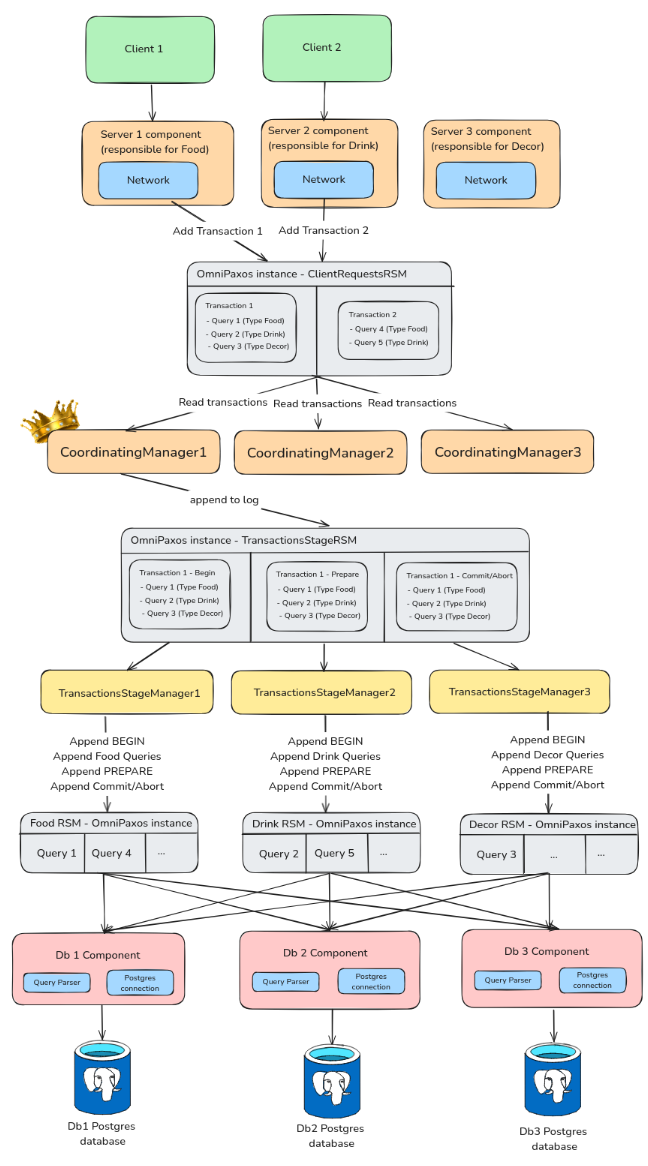 Client 1
Client 2
Server 1 component
(responsible for Food)
Network
Server 2 component
(responsible for Drink)
Network
Server 3 component
(responsible for Decor)
Network
Add Transaction 1
Add Transaction 2
OmniPaxos instance - ClientRequestsRSM
Transaction 1
- Query 1 (Type Food)
- Query 2 (Type Drink)
- Query 3 (Type Decor)
Transaction 2
- Query 4 (Type Food)
- Query 5 (Type Drink)
Read transactions
Read transactions
Read transactions
CoordinatingManager1
CoordinatingManager2
CoordinatingManager3
append to log
OmniPaxos instance - TransactionsStageRSM
Transaction 1 - Begin
- Query 1 (Type Food)
- Query 2 (Type Drink)
- Query 3 (Type Decor)
Transaction 1 - Prepare
- Query 1 (Type Food)
- Query 2 (Type Drink)
- Query 3 (Type Decor)
Transaction 1 - Commit/Abort
- Query 1 (Type Food)
- Query 2 (Type Drink)
- Query 3 (Type Decor)
TransactionsStageManager1
TransactionsStageManager2
TransactionsStageManager3
Append BEGIN
Append Food Queries
Append PREPARE
Append Commit/Abort
Append BEGIN
Append Drink Queries
Append PREPARE
Append Commit/Abort
Append BEGIN
Append Decor Queries
Append PREPARE
Append Commit/Abort
Food RSM - OmniPaxos instance
Query 1
Query 4
...
Drink RSM - OmniPaxos instance
Query 2
Query 5
...
Decor RSM - OmniPaxos instance
Query 3
...
...
Db 1 Component
Query Parser
Postgres
connection
Db 2 Component
Query Parser
Postgres
connection
Db 3 Component
Query Parser
Postgres
connection
Db1 Postgres
database
Db2 Postgres
database
Db3 Postgres
database